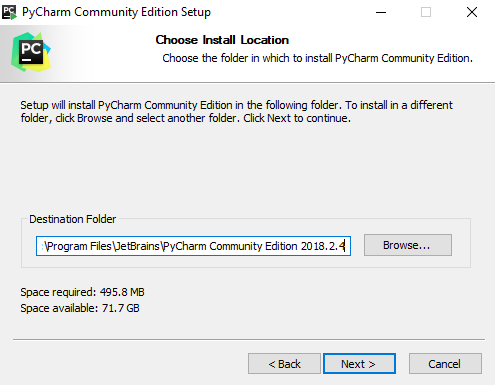 PyCharm Community Edition Setup
PC
Choose Install Location
Choose the folder in which to install PyCharm Community Edition.
Setup will install PyCharm Community Edition in the following folder. To install in a different
folder, click Browse and select another folder. Click Next to continue.
Destination Folder
:\Program Files\JetBrains\PyCharm Community Edition 2018.2.4
Browse...
Space required: 495.8 MB
Space available: 71.7 GB
< Back
Next >
Cancel